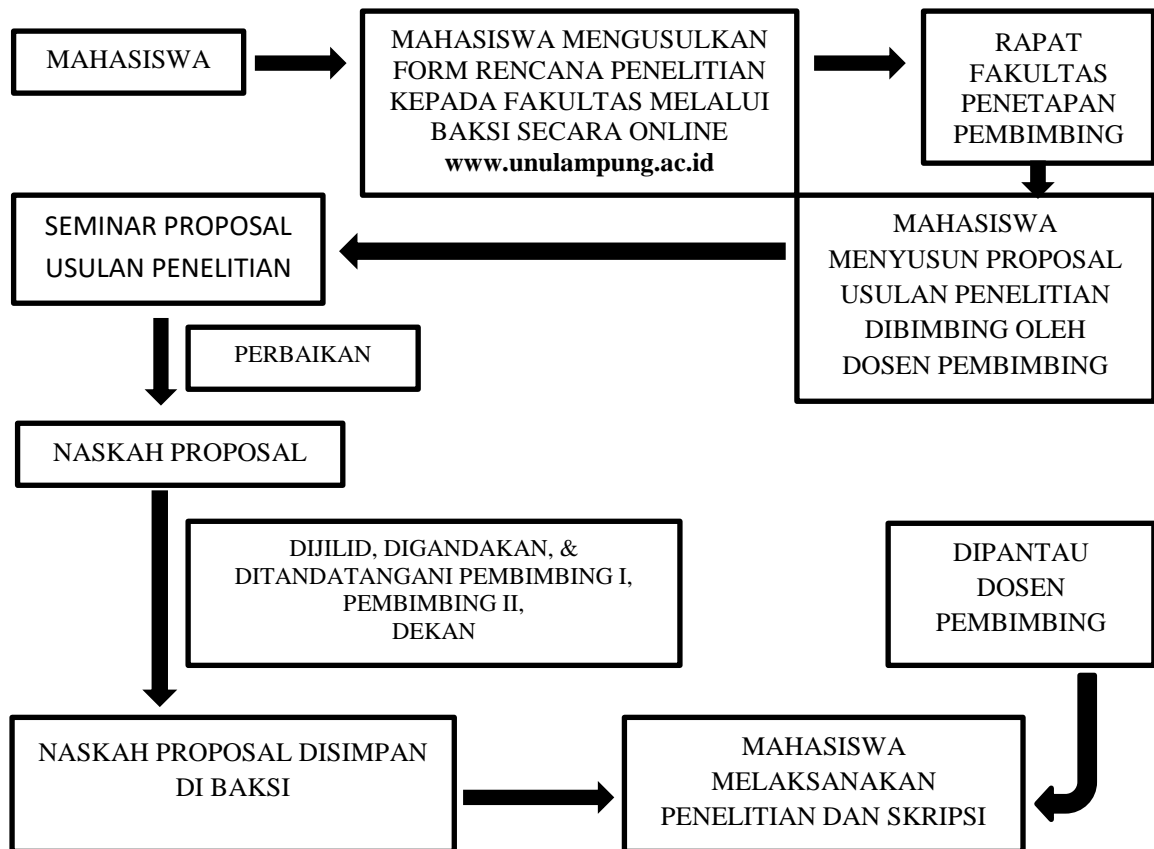 MAHASISWA
MAHASISWA MENGUSULKAN
FORM RENCANA PENELITIAN
KEPADA FAKULTAS MELALUI
BAKSI SECARA ONLINE
www.unulampung.ac.id
RAPAT
FAKULTAS
PENETAPAN
PEMBIMBING
MAHASISWA
MENYUSUN PROPOSAL
USULAN PENELITIAN
DIBIMBING OLEH
DOSEN PEMBIMBING
SEMINAR PROPOSAL
USULAN PENELITIAN
PERBAIKAN
NASKAH PROPOSAL
DIJILID, DIGANDAKAN, &
DITANDATANGANI PEMBIMBING I,
PEMBIMBING II,
DEKAN
NASKAH PROPOSAL DISIMPAN
DI BAKSI
MAHASISWA
MELAKSANAKAN
PENELITIAN DAN SKRIPSI
DIPANTAU
DOSEN
PEMBIMBING